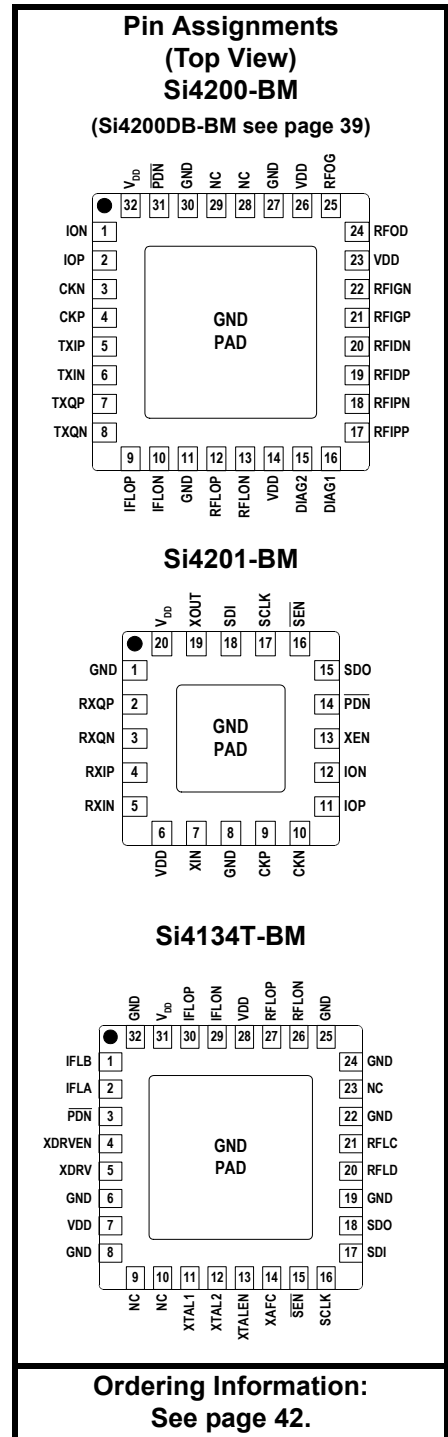 Pin Assignments
(Top View)
Si4200-BM
(Si4200DB-BM see page 39)
VDD PDN GND NC NC GND VDD RFOG
32 31 30 29 28 27 26 25
ION 1 24 RFOD
IOP 2 23 VDD
CKN 3 22 RFIGN
CKP 4 21 RFIGP
TXIP 5 20 RFIDN
TXIN 6 19 RFIDP
TXQP 7 18 RFIPN
TXQN 8 17 RFIPP
GND
PAD
9 10 11 12 13 14 15 16
IFLOP IFLON GND RFLOP RFLON VDD DIAG2 DIAG1
Si4201-BM
VDD XOUT SDI SCLK SEN
20 19 18 17 16
GND 1 15 SDO
RXQP 2 14 PDN
RXQN 3 13 XEN
RXIP 4 12 ION
RXIN 5 11 IOP
GND
PAD
6 7 8 9 10
VDD XIN GND CKP CKN
Si4134T-BM
GND VDD IFLOP IFLON VDD RFLOP RFLON GND
32 31 30 29 28 27 26 25
IFLB 1 24 GND
IFLA 2 23 NC
PDN 3 22 GND
XDRVEN 4 21 RFLC
XDRV 5 20 RFLD
GND 6 19 GND
VDD 7 18 SDO
GND 8 17 SDI
GND
PAD
9 10 11 12 13 14 15 16
NC NC XTAL1 XTAL2 XTALEN XAFC SEN SCLK
Ordering Information:
See page 42.